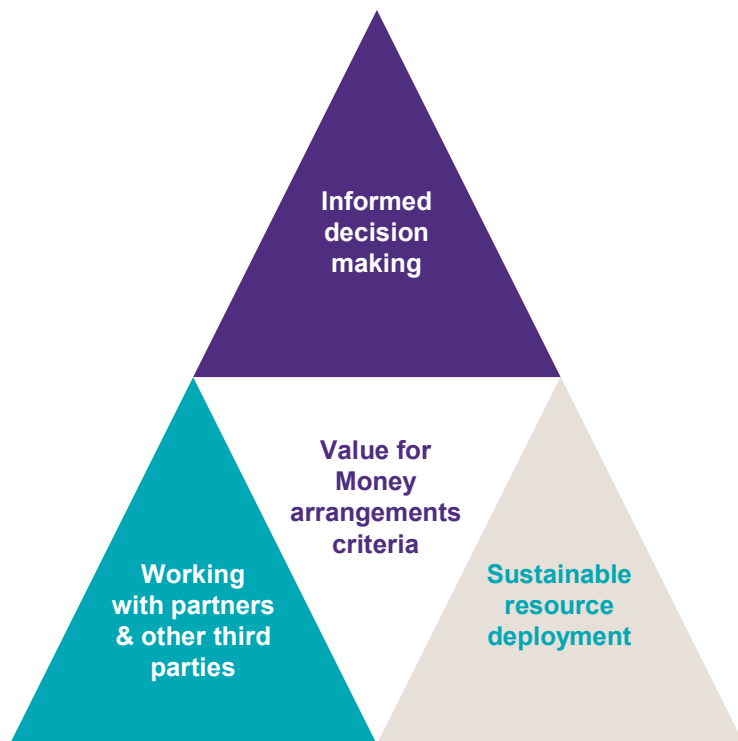 Informed
decision
making
Value for
Money
arrangements
criteria
Working
with partners
& other third
parties
Sustainable
resource
deployment